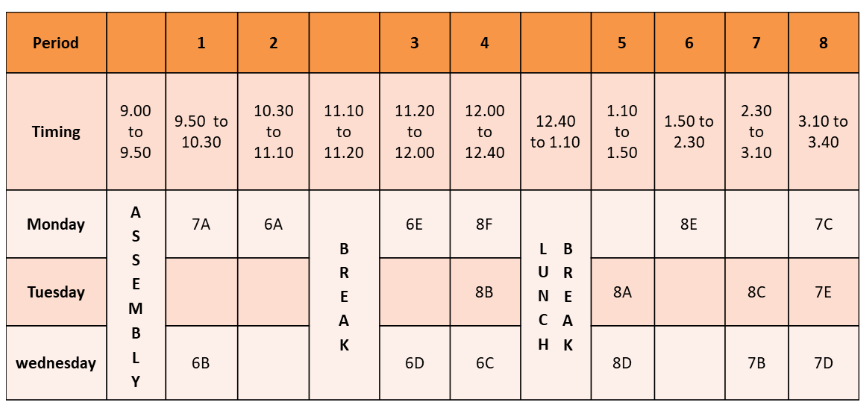 Period 1 2 3 4 5 6 7 8
Timing 9.00 to 9.50 9.50 to 10.30 10.30 to 11.10 11.10 to 11.20 11.20 to 12.00 12.00 to 12.40 12.40 to 1.10 1.10 to 1.50 1.50 to 2.30 2.30 to 3.10 3.10 to 3.40
ASSEMBLY
BREAK
LUNCH BREAK
Monday 7A 6A 6E 8F 8E 7C
Tuesday 8B 8A 8C 7E
wednesday 6B 6D 6C 8D 7B 7D